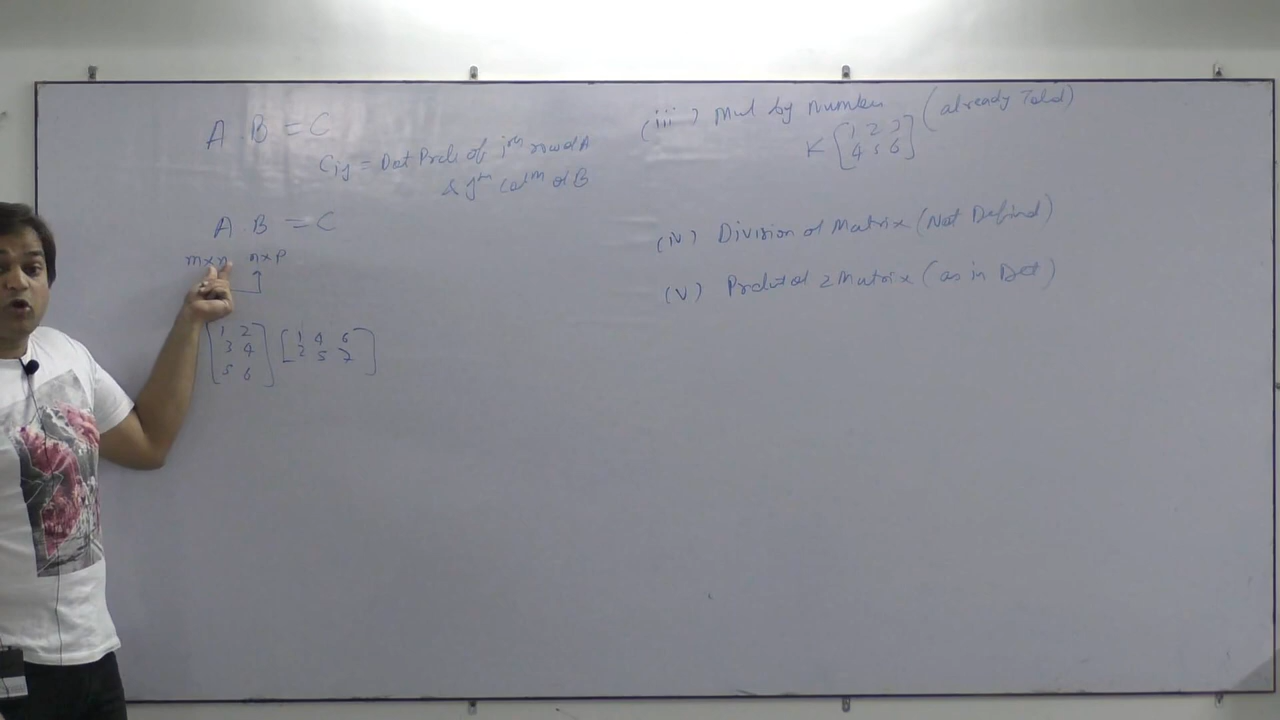 A B = C
Cij = Dot Prdt of ith row of A
& jth Colm of B
A B = C
m×n n×p
1 2
3 4
5 6
1 4 6
2 5 7
(iii) Mul by Number (already Told)
K
1 2 3
4 5 6
(iv) Division of Matrix (Not Defined)
(v) Prdut of 2 Matrix (as in Det)